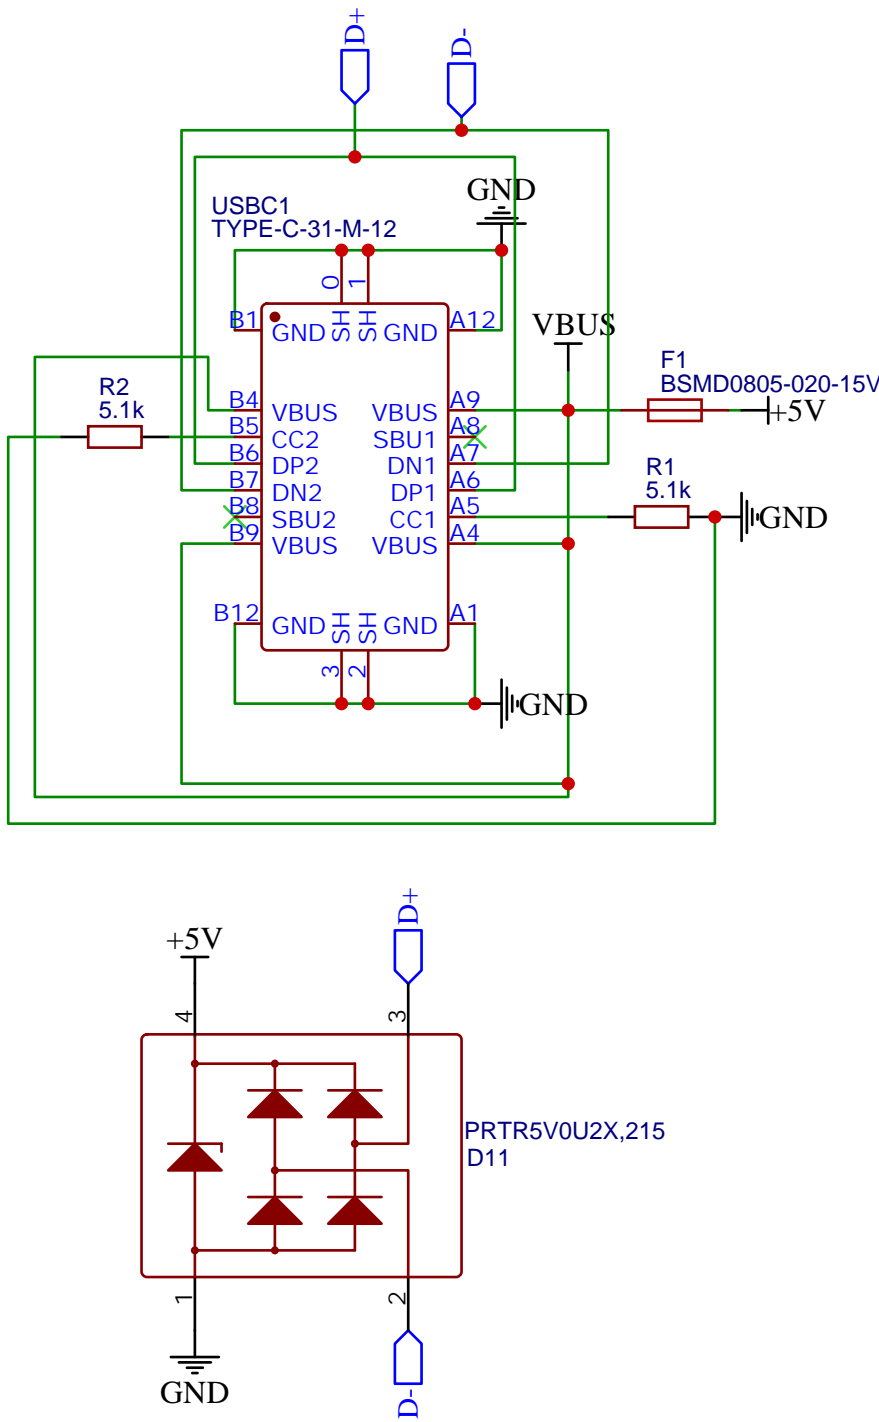 D+
D-
GND
USBC1
TYPE-C-31-M-12
0
1
B1
GND
SH
SH
GND
A12
VBUS
F1
BSMD0805-020-15V
+5V
R2
5.1k
B4
VBUS
VBUS
A9
B5
CC2
SBU1
A8
B6
DP2
DN1
A7
B7
DN2
DP1
A6
B8
SBU2
CC1
A5
B9
VBUS
VBUS
A4
R1
5.1k
GND
B12
GND
SH
SH
GND
A1
3
2
GND
+5V
D+
4
3
PRTR5V0U2X,215
D11
1
2
GND
D-